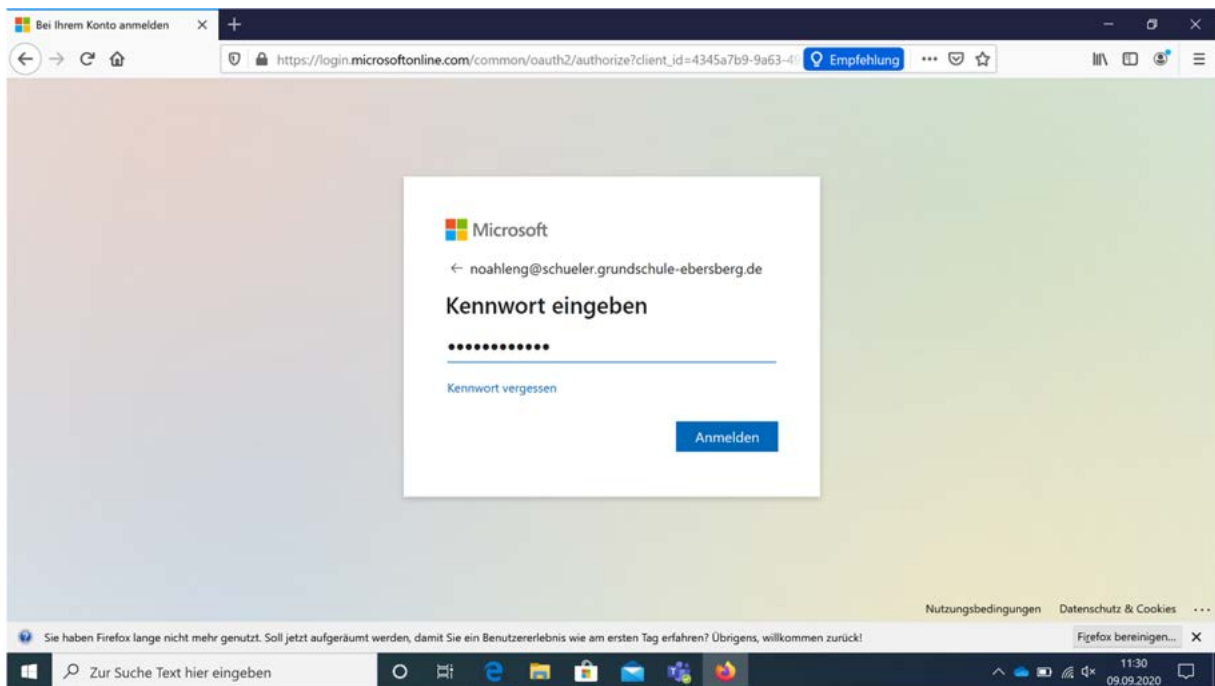 Bei Ihrem Konto anmelden
https://login.microsoftonline.com/common/oauth2/authorize?client_id=4345a7b9-9a63-49
Empfehlung
Microsoft
← noahleng@schueler.grundschule-ebersberg.de
Kennwort eingeben
••••••••••••
Kennwort vergessen
Anmelden
Nutzungsbedingungen Datenschutz & Cookies ...
Sie haben Firefox lange nicht mehr genutzt. Soll jetzt aufgeräumt werden, damit Sie ein Benutzererlebnis wie am ersten Tag erfahren? Übrigens, willkommen zurück! Firefox bereinigen...
Zur Suche Text hier eingeben
11:30
09.09.2020